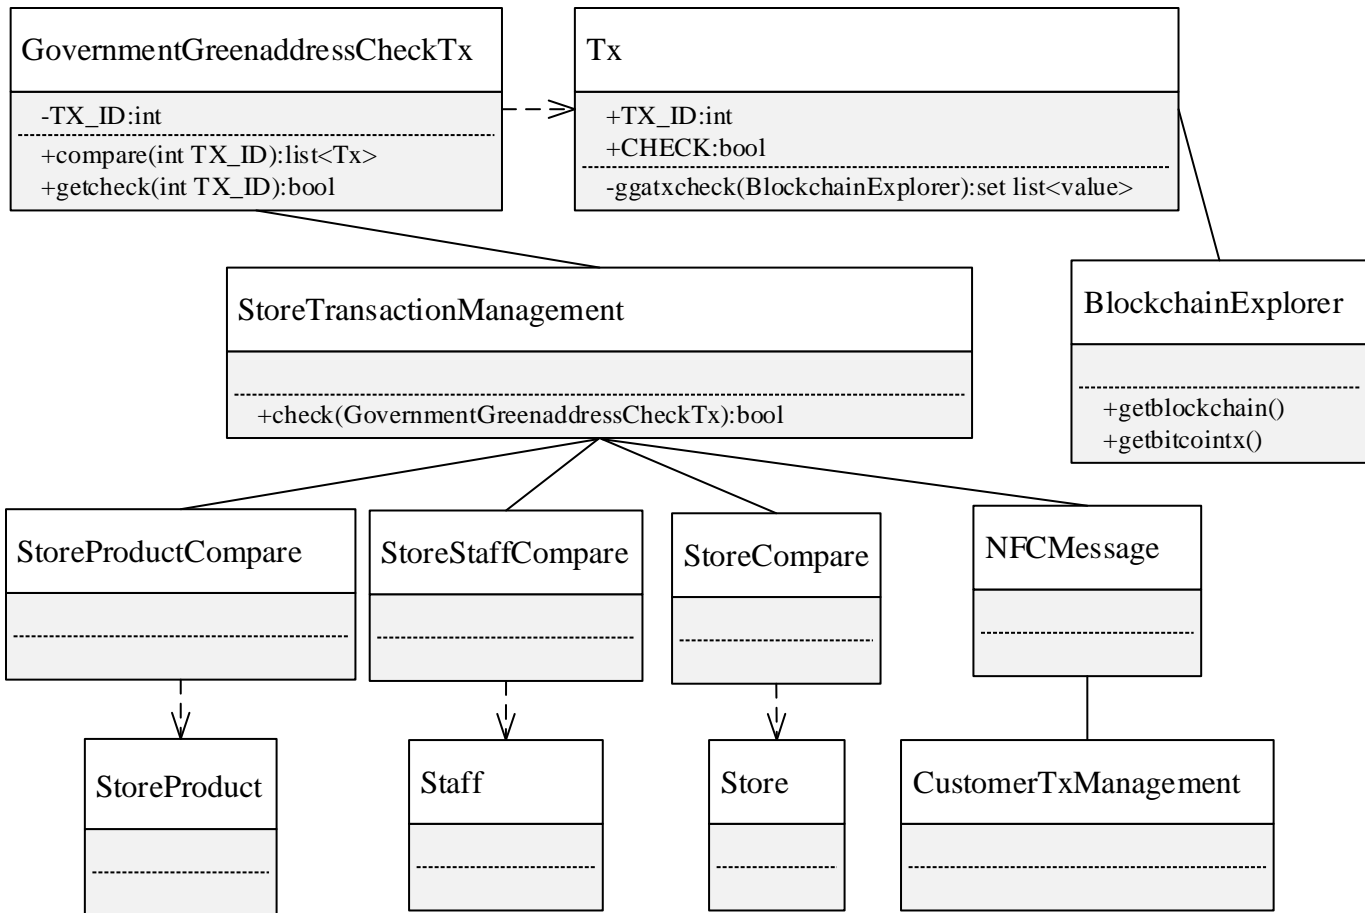 GovernmentGreenaddressCheckTx
-TX_ID:int
+compare(int TX_ID):list<Tx>
+getcheck(int TX_ID):bool
Tx
+TX_ID:int
+CHECK:bool
-ggatxcheck(BlockchainExplorer):set list<value>
StoreTransactionManagement
+check(GovernmentGreenaddressCheckTx):bool
BlockchainExplorer
+getblockchain()
+getbitcointx()
StoreProductCompare
StoreStaffCompare
StoreCompare
NFCMessage
StoreProduct
Staff
Store
CustomerTxManagement